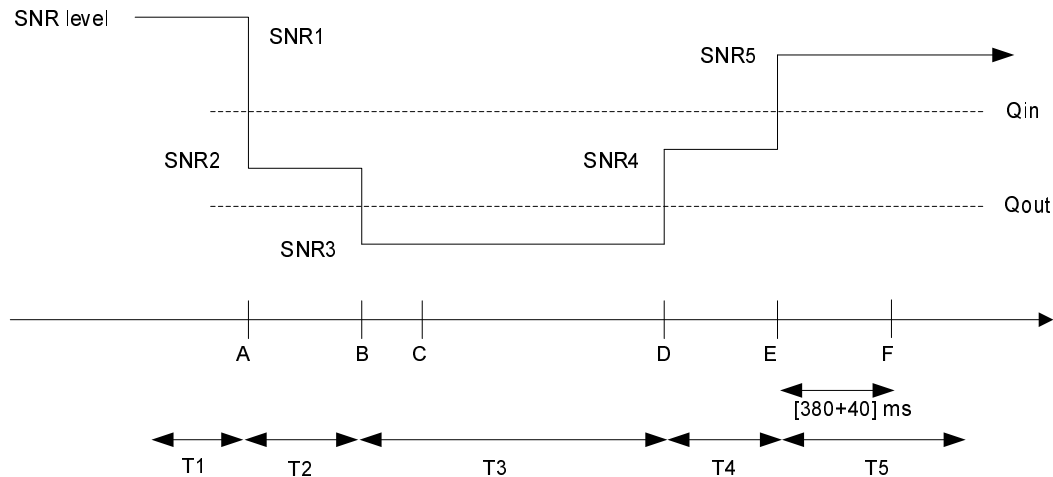 SNR level
SNR1
SNR5
Qin
SNR2
SNR4
Qout
SNR3
A B C D E F
[380+40] ms
T1 T2 T3 T4 T5